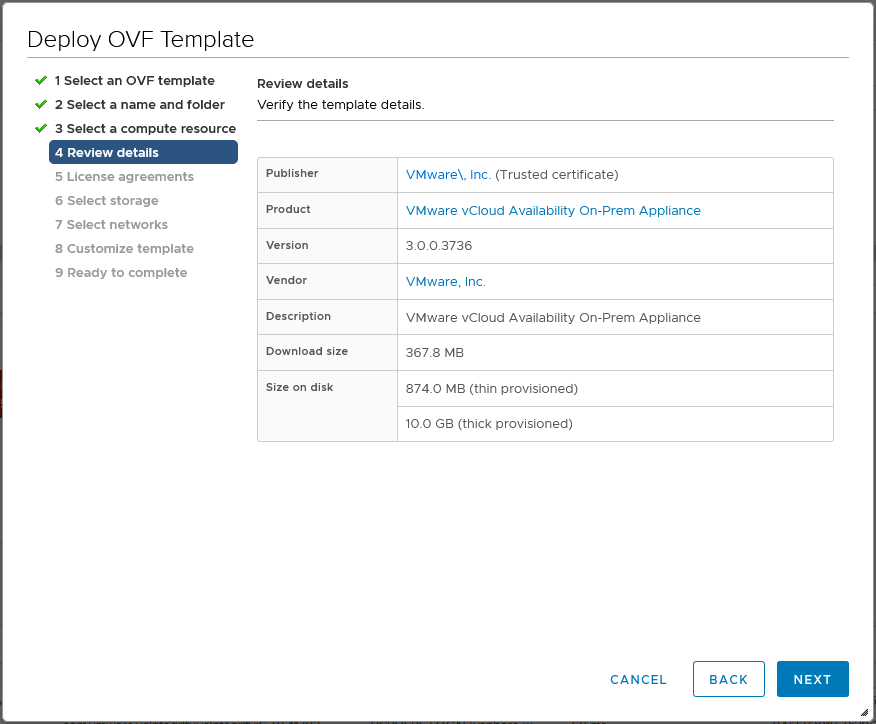 Deploy OVF Template
1 Select an OVF template
2 Select a name and folder
3 Select a compute resource
4 Review details
5 License agreements
6 Select storage
7 Select networks
8 Customize template
9 Ready to complete
Review details
Verify the template details.
Publisher VMware\, Inc. (Trusted certificate)
Product VMware vCloud Availability On-Prem Appliance
Version 3.0.0.3736
Vendor VMware, Inc.
Description VMware vCloud Availability On-Prem Appliance
Download size 367.8 MB
Size on disk 874.0 MB (thin provisioned)
10.0 GB (thick provisioned)
CANCEL BACK NEXT